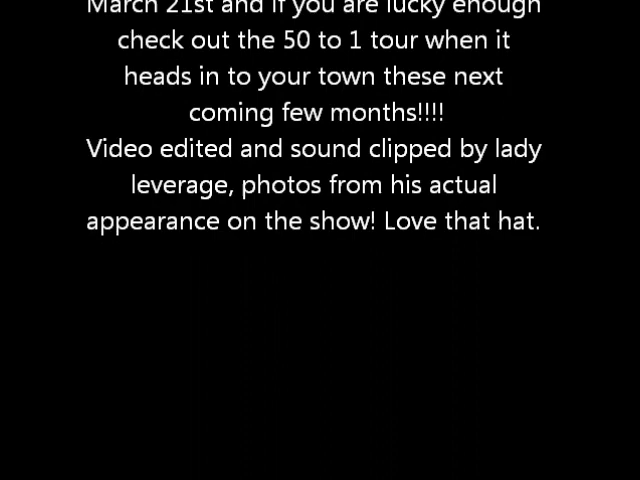 March 21st and if you are lucky enough
check out the 50 to 1 tour when it
heads in to your town these next
coming few months!!!!
Video edited and sound clipped by lady
leverage, photos from his actual
appearance on the show! Love that hat.